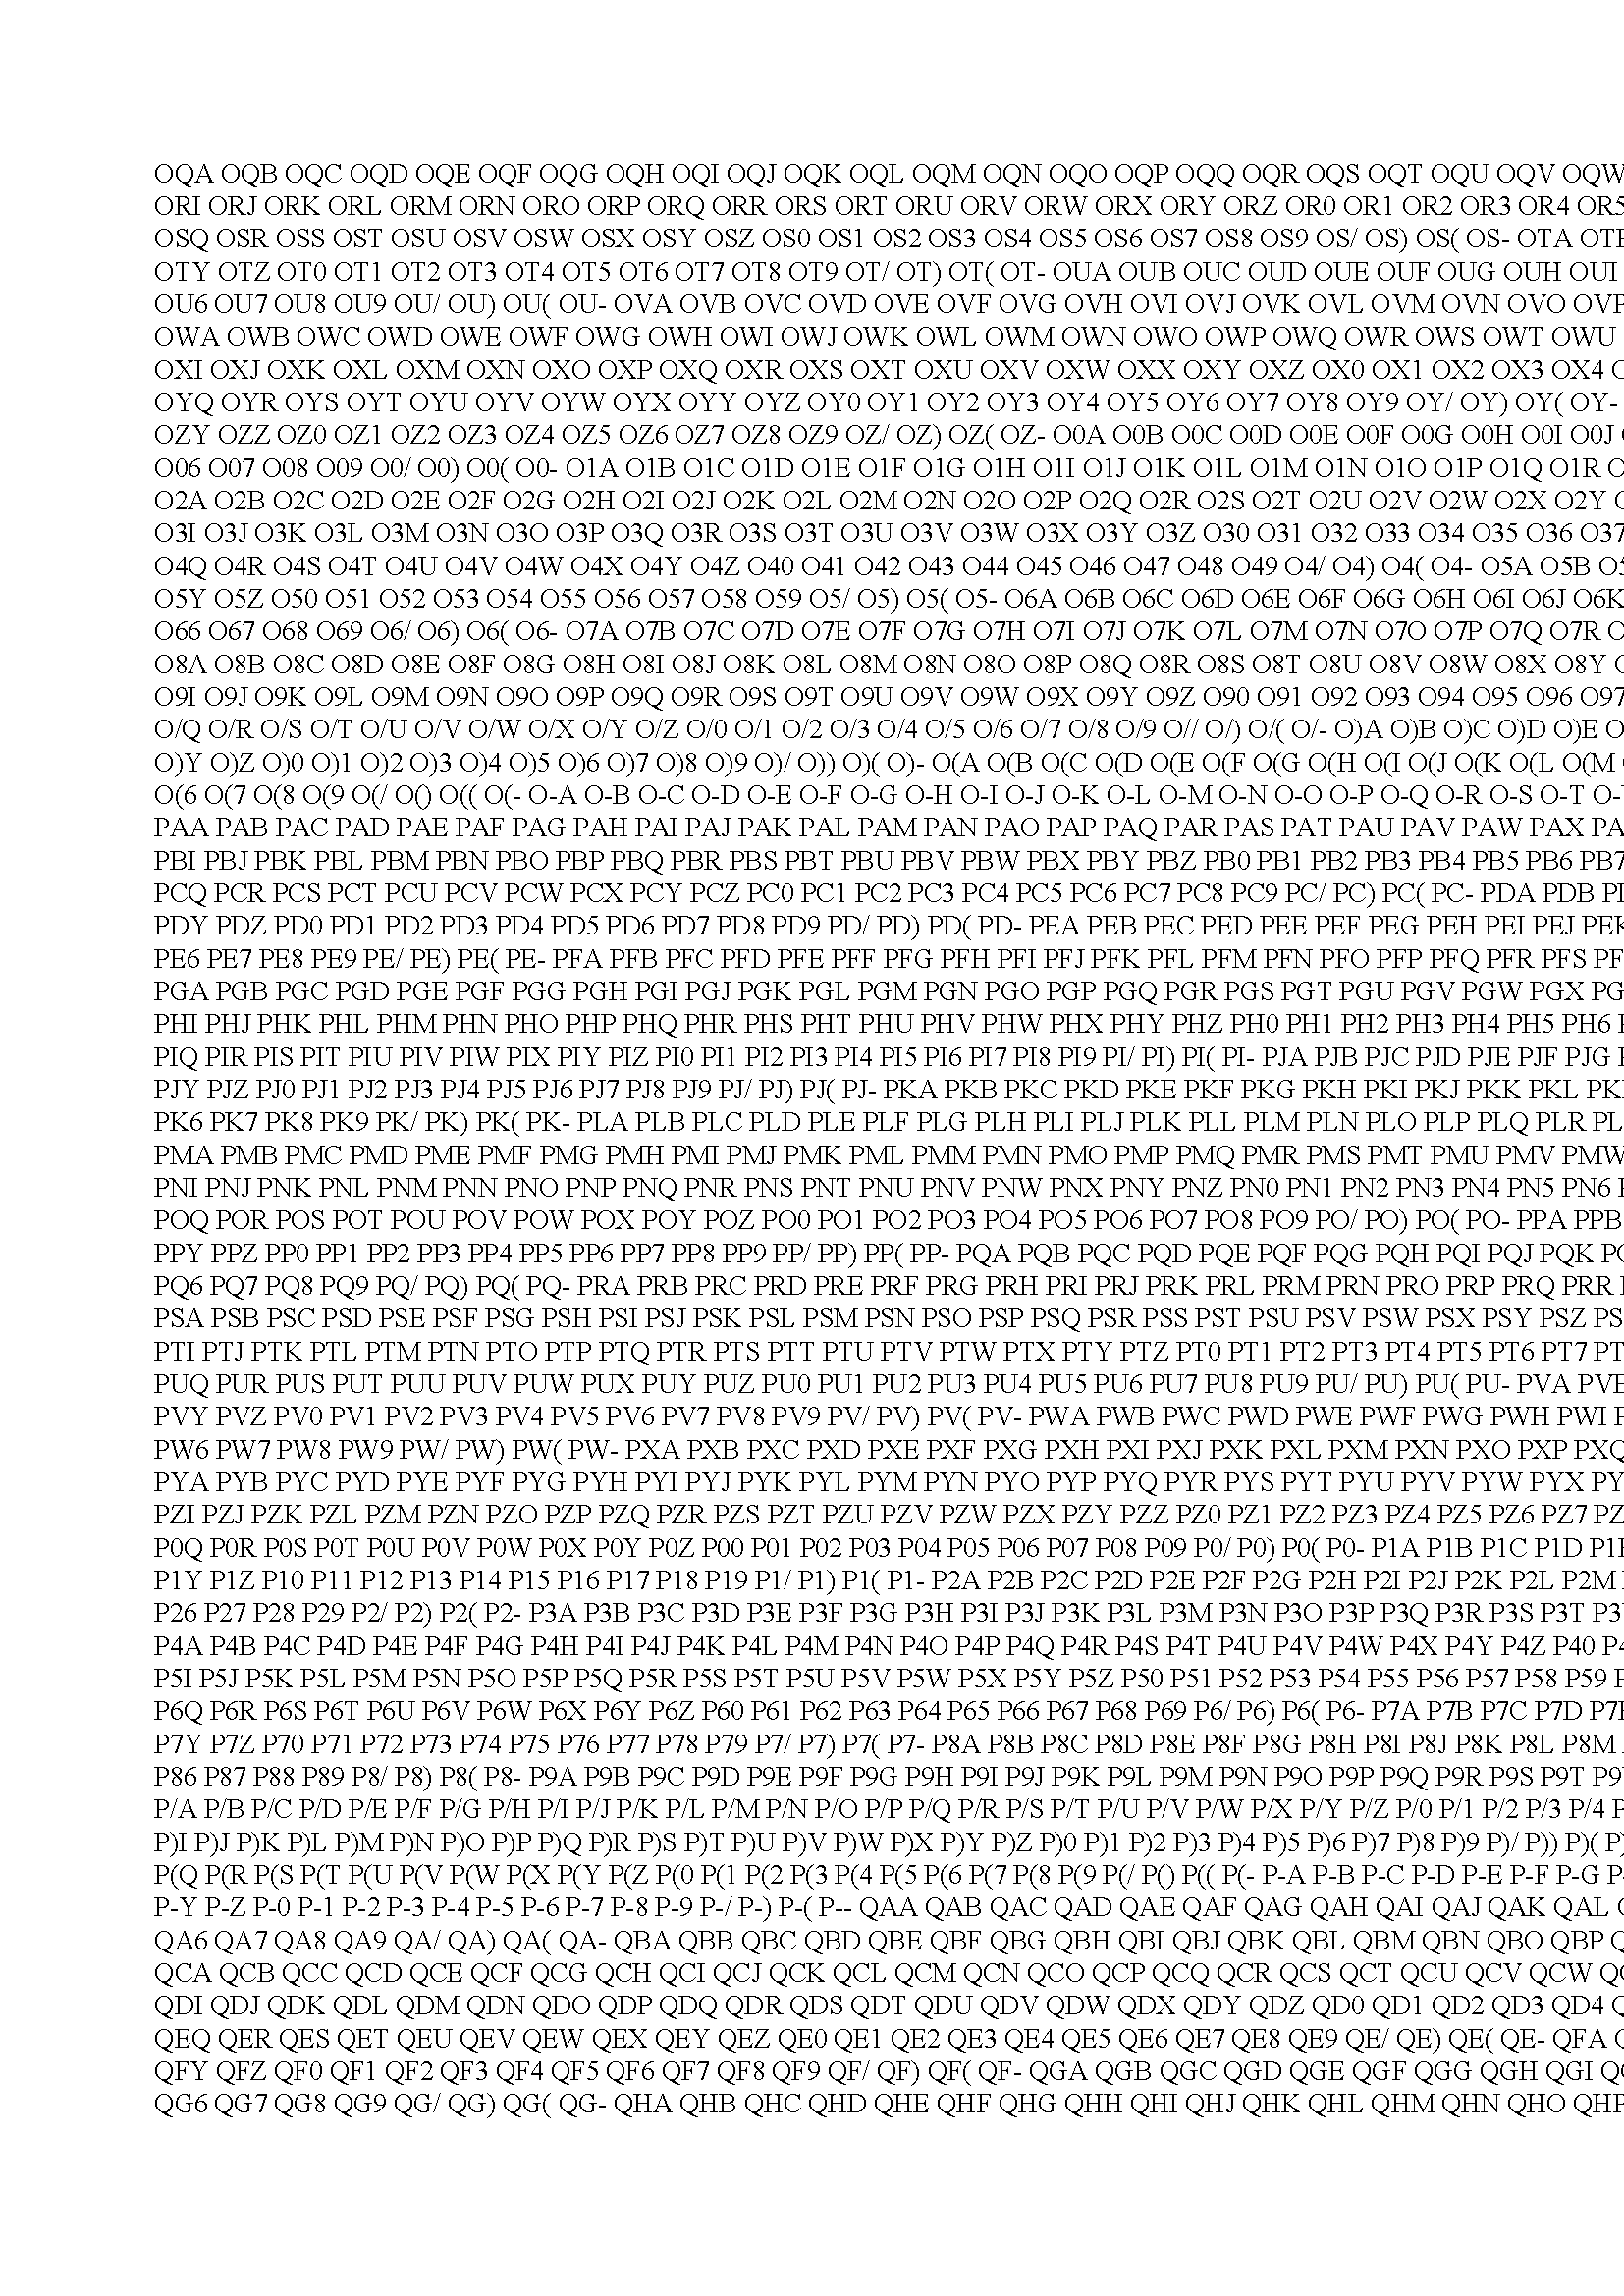 OQA OQB OQC OQD OQE OQF OQG OQH OQI OQJ OQK OQL OQM OQN OQO OQP OQQ OQR OQS OQT OQU OQV OQW
ORI ORJ ORK ORL ORM ORN ORO ORP ORQ ORR ORS ORT ORU ORV ORW ORX ORY ORZ OR0 OR1 OR2 OR3 OR4 OR5
OSQ OSR OSS OST OSU OSV OSW OSX OSY OSZ OS0 OS1 OS2 OS3 OS4 OS5 OS6 OS7 OS8 OS9 OS/ OS) OS( OS- OTA
OTY OTZ OT0 OT1 OT2 OT3 OT4 OT5 OT6 OT7 OT8 OT9 OT/ OT) OT( OT- OUA OUB OUC OUD OUE OUF OUG OUH OUI
OU6 OU7 OU8 OU9 OU/ OU) OU( OU- OVA OVB OVC OVD OVE OVF OVG OVH OVI OVJ OVK OVL OVM OVN OVO
OWA OWB OWC OWD OWE OWF OWG OWH OWI OWJ OWK OWL OWM OWN OWO OWP OWQ OWR OWS OWT OWU
OXI OXJ OXK OXL OXM OXN OXO OXP OXQ OXR OXS OXT OXU OXV OXW OXX OXY OXZ OX0 OX1 OX2 OX3 OX4
OYQ OYR OYS OYT OYU OYV OYW OYX OYY OYZ OY0 OY1 OY2 OY3 OY4 OY5 OY6 OY7 OY8 OY9 OY/ OY) OY( OY-
OZY OZZ OZ0 OZ1 OZ2 OZ3 OZ4 OZ5 OZ6 OZ7 OZ8 OZ9 OZ/ OZ) OZ( OZ- O0A O0B O0C O0D O0E O0F O0G O0H O0I O0J
O06 O07 O08 O09 O0/ O0) O0( O0- O1A O1B O1C O1D O1E O1F O1G O1H O1I O1J O1K O1L O1M O1N O1O O1P O1Q O1R
O2A O2B O2C O2D O2E O2F O2G O2H O2I O2J O2K O2L O2M O2N O2O O2P O2Q O2R O2S O2T O2U O2V O2W O2X O2Y
O3I O3J O3K O3L O3M O3N O3O O3P O3Q O3R O3S O3T O3U O3V O3W O3X O3Y O3Z O30 O31 O32 O33 O34 O35 O36 O37
O4Q O4R O4S O4T O4U O4V O4W O4X O4Y O4Z O40 O41 O42 O43 O44 O45 O46 O47 O48 O49 O4/ O4) O4( O4- O5A O5B
O5Y O5Z O50 O51 O52 O53 O54 O55 O56 O57 O58 O59 O5/ O5) O5( O5- O6A O6B O6C O6D O6E O6F O6G O6H O6I O6J O6K
O66 O67 O68 O69 O6/ O6) O6( O6- O7A O7B O7C O7D O7E O7F O7G O7H O7I O7J O7K O7L O7M O7N O7O O7P O7Q O7R
O8A O8B O8C O8D O8E O8F O8G O8H O8I O8J O8K O8L O8M O8N O8O O8P O8Q O8R O8S O8T O8U O8V O8W O8X O8Y
O9I O9J O9K O9L O9M O9N O9O O9P O9Q O9R O9S O9T O9U O9V O9W O9X O9Y O9Z O90 O91 O92 O93 O94 O95 O96 O97
O/Q O/R O/S O/T O/U O/V O/W O/X O/Y O/Z O/0 O/1 O/2 O/3 O/4 O/5 O/6 O/7 O/8 O/9 O// O/) O/( O/- O)A O)B O)C O)D O)E
O)Y O)Z O)0 O)1 O)2 O)3 O)4 O)5 O)6 O)7 O)8 O)9 O)/ O)) O)( O)- O(A O(B O(C O(D O(E O(F O(G O(H O(I O(J O(K O(L O(M
O(6 O(7 O(8 O(9 O(/ O() O(( O(- O-A O-B O-C O-D O-E O-F O-G O-H O-I O-J O-K O-L O-M O-N O-O O-P O-Q O-R O-S O-T
PAA PAB PAC PAD PAE PAF PAG PAH PAI PAJ PAK PAL PAM PAN PAO PAP PAQ PAR PAS PAT PAU PAV PAW PAX
PBI PBJ PBK PBL PBM PBN PBO PBP PBQ PBR PBS PBT PBU PBV PBW PBX PBY PBZ PB0 PB1 PB2 PB3 PB4 PB5 PB6 PB7
PCQ PCR PCS PCT PCU PCV PCW PCX PCY PCZ PC0 PC1 PC2 PC3 PC4 PC5 PC6 PC7 PC8 PC9 PC/ PC) PC( PC- PDA PDB
PDY PDZ PD0 PD1 PD2 PD3 PD4 PD5 PD6 PD7 PD8 PD9 PD/ PD) PD( PD- PEA PEB PEC PED PEE PEF PEG PEH PEI PEJ
PE6 PE7 PE8 PE9 PE/ PE) PE( PE- PFA PFB PFC PFD PFE PFF PFG PFH PFI PFJ PFK PFL PFM PFN PFO PFP PFQ PFR PFS
PGA PGB PGC PGD PGE PGF PGG PGH PGI PGJ PGK PGL PGM PGN PGO PGP PGQ PGR PGS PGT PGU PGV PGW PGX
PHI PHJ PHK PHL PHM PHN PHO PHP PHQ PHR PHS PHT PHU PHV PHW PHX PHY PHZ PH0 PH1 PH2 PH3 PH4 PH5 PH6
PIQ PIR PIS PIT PIU PIV PIW PIX PIY PIZ PI0 PI1 PI2 PI3 PI4 PI5 PI6 PI7 PI8 PI9 PI/ PI) PI( PI- PJA PJB PJC PJD PJE PJF PJG
PJY PJZ PJ0 PJ1 PJ2 PJ3 PJ4 PJ5 PJ6 PJ7 PJ8 PJ9 PJ/ PJ) PJ( PJ- PKA PKB PKC PKD PKE PKF PKG PKH PKI PKJ PKK PKL
PK6 PK7 PK8 PK9 PK/ PK) PK( PK- PLA PLB PLC PLD PLE PLF PLG PLH PLI PLJ PLK PLL PLM PLN PLO PLP PLQ PLR
PMA PMB PMC PMD PME PMF PMG PMH PMI PMJ PMK PML PMM PMN PMO PMP PMQ PMR PMS PMT PMU PMV PMW
PNI PNJ PNK PNL PNM PNN PNO PNP PNQ PNR PNS PNT PNU PNV PNW PNX PNY PNZ PN0 PN1 PN2 PN3 PN4 PN5 PN6
POQ POR POS POT POU POV POW POX POY POZ PO0 PO1 PO2 PO3 PO4 PO5 PO6 PO7 PO8 PO9 PO/ PO) PO( PO- PPA PPB
PPY PPZ PP0 PP1 PP2 PP3 PP4 PP5 PP6 PP7 PP8 PP9 PP/ PP) PP( PP- PQA PQB PQC PQD PQE PQF PQG PQH PQI PQJ PQK
PQ6 PQ7 PQ8 PQ9 PQ/ PQ) PQ( PQ- PRA PRB PRC PRD PRE PRF PRG PRH PRI PRJ PRK PRL PRM PRN PRO PRP PRQ PRR
PSA PSB PSC PSD PSE PSF PSG PSH PSI PSJ PSK PSL PSM PSN PSO PSP PSQ PSR PSS PST PSU PSV PSW PSX PSY PSZ
PTI PTJ PTK PTL PTM PTN PTO PTP PTQ PTR PTS PTT PTU PTV PTW PTX PTY PTZ PT0 PT1 PT2 PT3 PT4 PT5 PT6 PT7
PUQ PUR PUS PUT PUU PUV PUW PUX PUY PUZ PU0 PU1 PU2 PU3 PU4 PU5 PU6 PU7 PU8 PU9 PU/ PU) PU( PU- PVA
PVY PVZ PV0 PV1 PV2 PV3 PV4 PV5 PV6 PV7 PV8 PV9 PV/ PV) PV( PV- PWA PWB PWC PWD PWE PWF PWG PWH PWI
PW6 PW7 PW8 PW9 PW/ PW) PW( PW- PXA PXB PXC PXD PXE PXF PXG PXH PXI PXJ PXK PXL PXM PXN PXO PXP PXQ
PYA PYB PYC PYD PYE PYF PYG PYH PYI PYJ PYK PYL PYM PYN PYO PYP PYQ PYR PYS PYT PYU PYV PYW PYX
PZI PZJ PZK PZL PZM PZN PZO PZP PZQ PZR PZS PZT PZU PZV PZW PZX PZY PZZ PZ0 PZ1 PZ2 PZ3 PZ4 PZ5 PZ6 PZ7
P0Q P0R P0S P0T P0U P0V P0W P0X P0Y P0Z P00 P01 P02 P03 P04 P05 P06 P07 P08 P09 P0/ P0) P0( P0- P1A P1B P1C P1D
P1Y P1Z P10 P11 P12 P13 P14 P15 P16 P17 P18 P19 P1/ P1) P1( P1- P2A P2B P2C P2D P2E P2F P2G P2H P2I P2J P2K P2L P2M
P26 P27 P28 P29 P2/ P2) P2( P2- P3A P3B P3C P3D P3E P3F P3G P3H P3I P3J P3K P3L P3M P3N P3O P3P P3Q P3R P3S P3T
P4A P4B P4C P4D P4E P4F P4G P4H P4I P4J P4K P4L P4M P4N P4O P4P P4Q P4R P4S P4T P4U P4V P4W P4X P4Y P4Z P40
P5I P5J P5K P5L P5M P5N P5O P5P P5Q P5R P5S P5T P5U P5V P5W P5X P5Y P5Z P50 P51 P52 P53 P54 P55 P56 P57 P58 P59
P6Q P6R P6S P6T P6U P6V P6W P6X P6Y P6Z P60 P61 P62 P63 P64 P65 P66 P67 P68 P69 P6/ P6) P6( P6- P7A P7B P7C P7D
P7Y P7Z P70 P71 P72 P73 P74 P75 P76 P77 P78 P79 P7/ P7) P7( P7- P8A P8B P8C P8D P8E P8F P8G P8H P8I P8J P8K P8L P8M
P86 P87 P88 P89 P8/ P8) P8( P8- P9A P9B P9C P9D P9E P9F P9G P9H P9I P9J P9K P9L P9M P9N P9O P9P P9Q P9R P9S P9T
P/A P/B P/C P/D P/E P/F P/G P/H P/I P/J P/K P/L P/M P/N P/O P/P P/Q P/R P/S P/T P/U P/V P/W P/X P/Y P/Z P/0 P/1 P/2 P/3 P/4
P)I P)J P)K P)L P)M P)N P)O P)P P)Q P)R P)S P)T P)U P)V P)W P)X P)Y P)Z P)0 P)1 P)2 P)3 P)4 P)5 P)6 P)7 P)8 P)9 P)/ P)) P)(
P(Q P(R P(S P(T P(U P(V P(W P(X P(Y P(Z P(0 P(1 P(2 P(3 P(4 P(5 P(6 P(7 P(8 P(9 P(/ P() P(( P(- P-A P-B P-C P-D P-E P-F P-G
P-Y P-Z P-0 P-1 P-2 P-3 P-4 P-5 P-6 P-7 P-8 P-9 P-/ P-) P-( P-- QAA QAB QAC QAD QAE QAF QAG QAH QAI QAJ QAK QAL
QA6 QA7 QA8 QA9 QA/ QA) QA( QA- QBA QBB QBC QBD QBE QBF QBG QBH QBI QBJ QBK QBL QBM QBN QBO QBP
QCA QCB QCC QCD QCE QCF QCG QCH QCI QCJ QCK QCL QCM QCN QCO QCP QCQ QCR QCS QCT QCU QCV QCW
QDI QDJ QDK QDL QDM QDN QDO QDP QDQ QDR QDS QDT QDU QDV QDW QDX QDY QDZ QD0 QD1 QD2 QD3 QD4
QEQ QER QES QET QEU QEV QEW QEX QEY QEZ QE0 QE1 QE2 QE3 QE4 QE5 QE6 QE7 QE8 QE9 QE/ QE) QE( QE- QFA
QFY QFZ QF0 QF1 QF2 QF3 QF4 QF5 QF6 QF7 QF8 QF9 QF/ QF) QF( QF- QGA QGB QGC QGD QGE QGF QGG QGH QGI
QG6 QG7 QG8 QG9 QG/ QG) QG( QG- QHA QHB QHC QHD QHE QHF QHG QHH QHI QHJ QHK QHL QHM QHN QHO